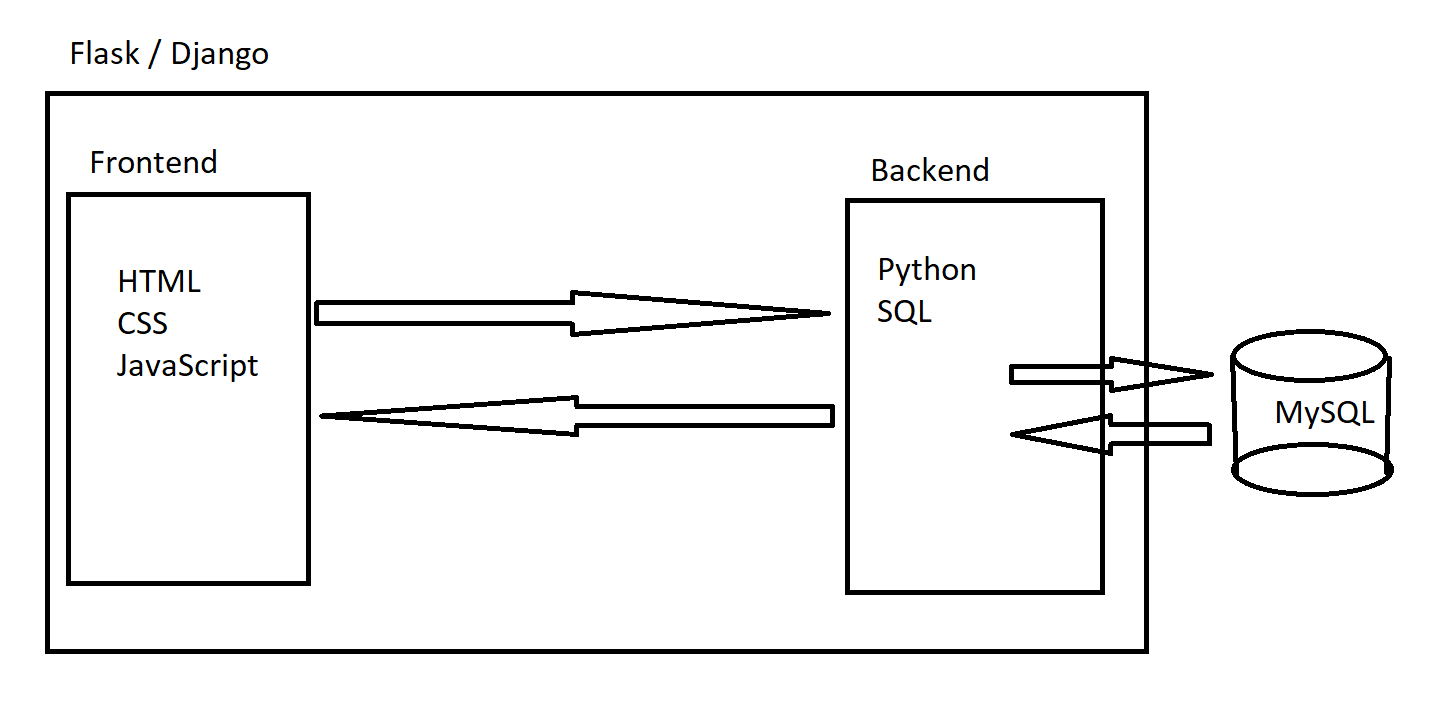 Flask / Django
Frontend
HTML
CSS
JavaScript
Backend
Python
SQL
MySQL